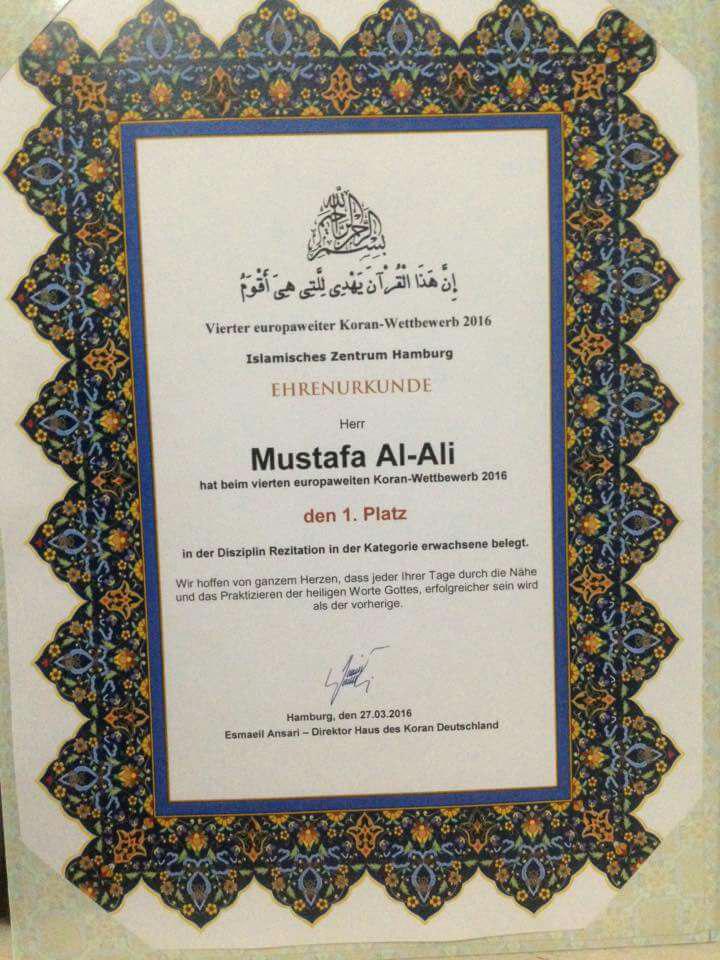 بسم الله الرحمن الرحيم
إِنَّ هَذَا الْقُرْآنَ يَهْدِي لِلَّتِي هِيَ أَقْوَمُ
Vierter europaweiter Koran-Wettbewerb 2016
Islamisches Zentrum Hamburg
EHRENURKUNDE
Herr
Mustafa Al-Ali
hat beim vierten europaweiten Koran-Wettbewerb 2016
den 1. Platz
in der Disziplin Rezitation in der Kategorie erwachsene belegt.
Wir hoffen von ganzem Herzen, dass jeder Ihrer Tage durch die Nähe
und das Praktizieren der heiligen Worte Gottes, erfolgreicher sein wird
als der vorherige.
Hamburg, den 27.03.2016
Esmaeil Ansari – Direktor Haus des Koran Deutschland